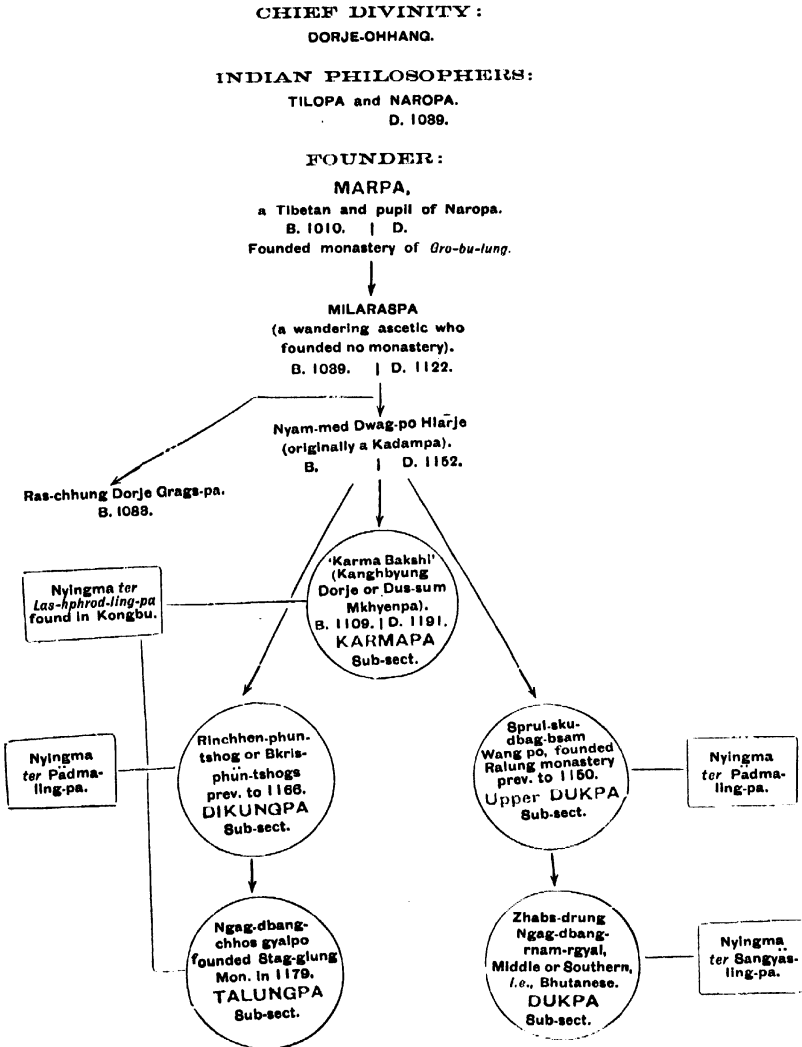 CHIEF DIVINITY:
DORJE-CHHANG.
INDIAN PHILOSOPHERS:
TILOPA and NAROPA.
D. 1039.
FOUNDER:
MARPA,
a Tibetan and pupil of Naropa.
B. 1010. | D.
Founded monastery of Gro-bu-lung.
MILARASPA
(a wandering ascetic who
founded no monastery).
B. 1039. | D. 1122.
Nyam-med Dwag-po Hlārje
(originally a Kadampa).
B. | D. 1152.
Ras-chhung Dorje Grags-pa.
B. 1083.
'Karma Bakshi'
(Kanghbyung
Dorje or Dus-sum
Mkhyenpa).
B. 1109. | D. 1191.
KARMAPA
Sub-sect.
Nyingma ter
Las-hphrod-ling-pa
found in Kongbu.
Rinchhen-phun-
tshog or Bkris-
phün-tshogs
prev. to 1166.
DIKUNGPA
Sub-sect.
Nyingma
ter Pädma-
ling-pa.
Sprul-sku-
dbag-bsam
Wang po, founded
Ralung monastery
prev. to 1150.
Upper DUKPA
Sub-sect.
Nyingma
ter Pädma-
ling-pa.
Ngag-dbang-
chhos gyalpo
founded Stag-glung
Mon. in 1179.
TALUNGPA
Sub-sect.
Zhabs-drung
Ngag-dbang-
rnam-rgyal,
Middle or Southern,
i.e., Bhutanese.
DUKPA
Sub-sect.
Nyingma
ter Sangyäs-
ling-pa.